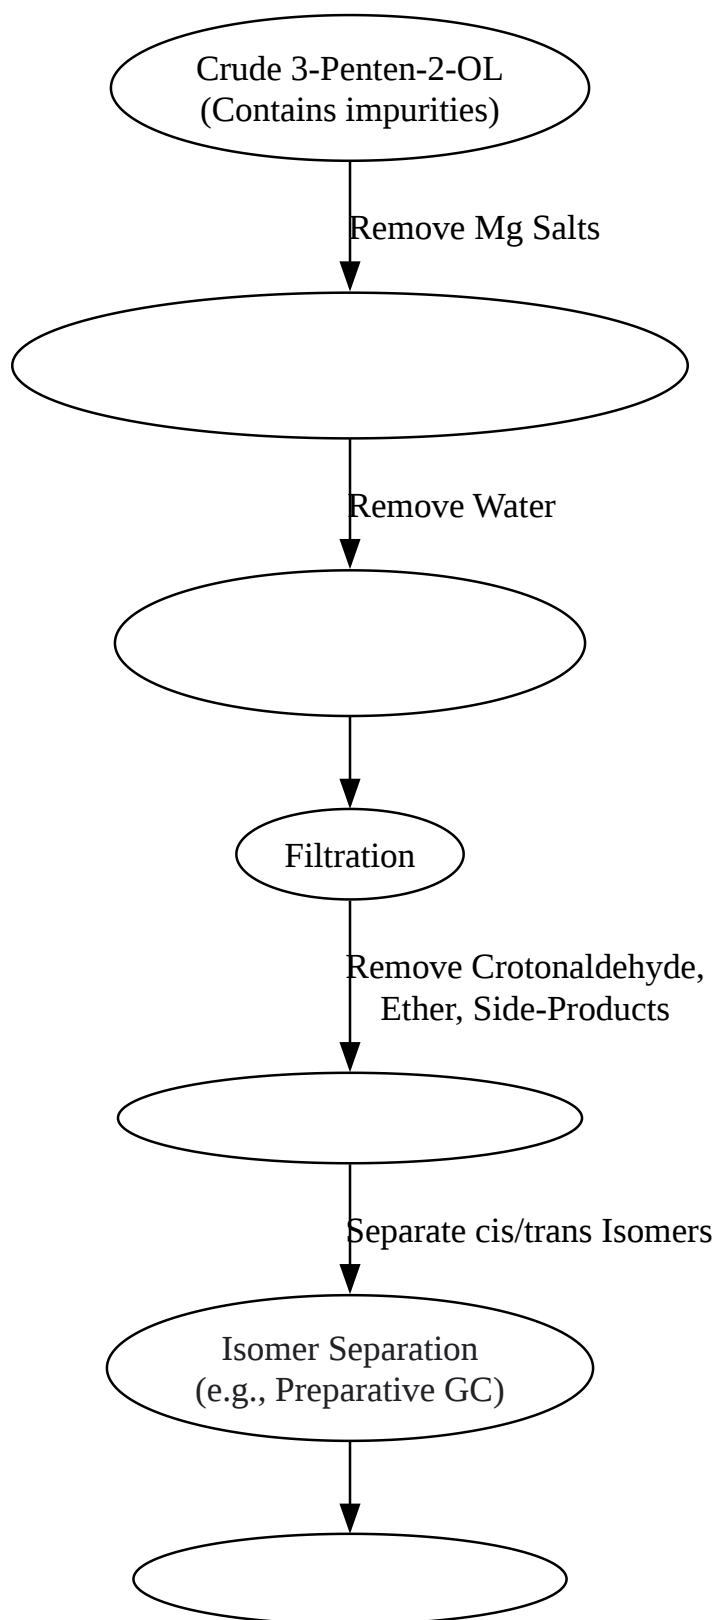 Crude 3-Penten-2-OL
(Contains impurities)
Remove Mg Salts
Remove Water
Filtration
Remove Crotonaldehyde,
Ether, Side-Products
Separate cis/trans Isomers
Isomer Separation
(e.g., Preparative GC)